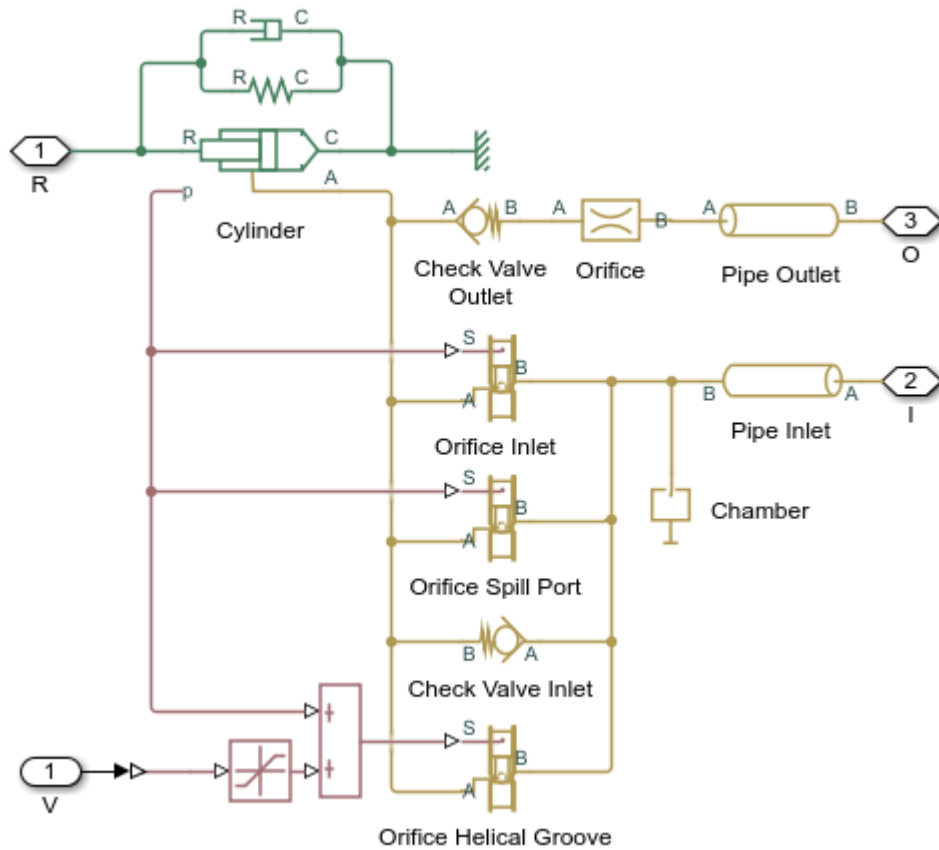 R C
R C
1 R C
R
p A
Cylinder
A B A B A B 3
O
Check Valve
Outlet
Orifice
Pipe Outlet
S
B
A
B A 2
I
Orifice Inlet
Pipe Inlet
S
B
A
Chamber
Orifice Spill Port
B A
Check Valve Inlet
+
S
B
A
1
V
+
Orifice Helical Groove